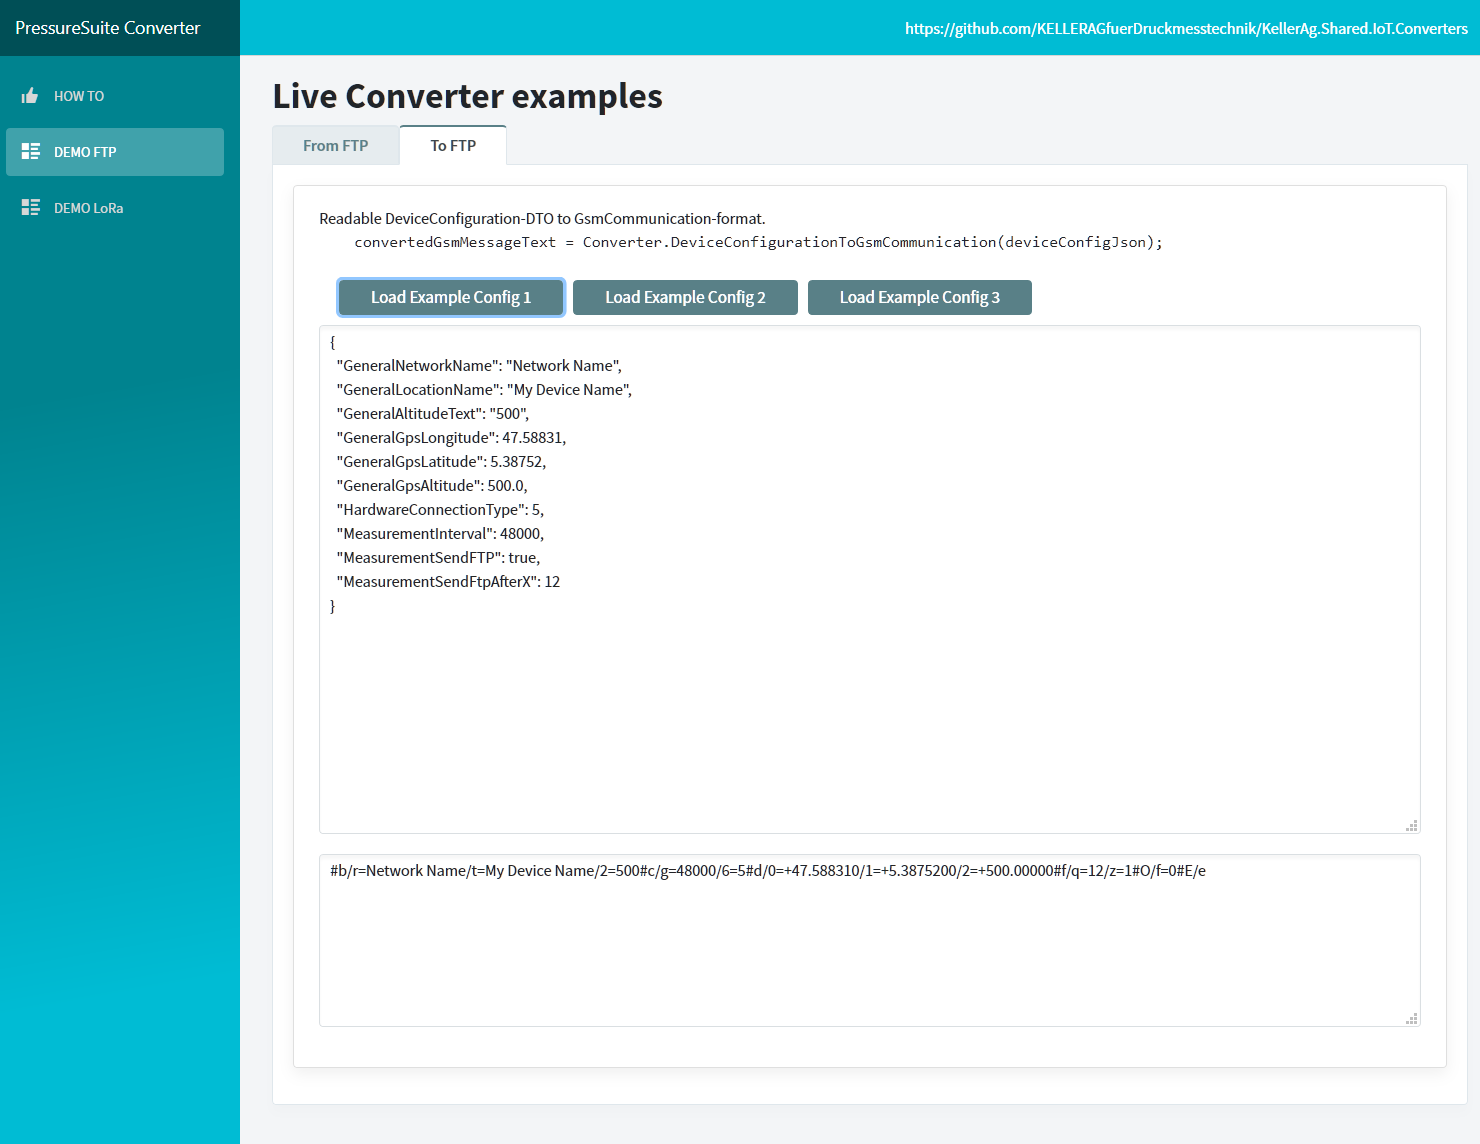 PressureSuite Converter
https://github.com/KELLERAGfuerDruckmesstechnik/KellerAg.Shared.IoT.Converters
HOW TO
DEMO FTP
DEMO LoRa
Live Converter examples
From FTP
To FTP
Readable DeviceConfiguration-DTO to GsmCommunication-format.
convertedGsmMessageText = Converter.DeviceConfigurationToGsmCommunication(deviceConfigJson);
Load Example Config 1
Load Example Config 2
Load Example Config 3
{
"GeneralNetworkName": "Network Name",
"GeneralLocationName": "My Device Name",
"GeneralAltitudeText": "500",
"GeneralGpsLongitude": 47.58831,
"GeneralGpsLatitude": 5.38752,
"GeneralGpsAltitude": 500.0,
"HardwareConnectionType": 5,
"MeasurementInterval": 48000,
"MeasurementSendFTP": true,
"MeasurementSendFtpAfterX": 12
}
#b/r=Network Name/t=My Device Name/2=500#c/g=48000/6=5#d/0=+47.588310/1=+5.3875200/2=+500.00000#f/q=12/z=1#O/f=0#E/e